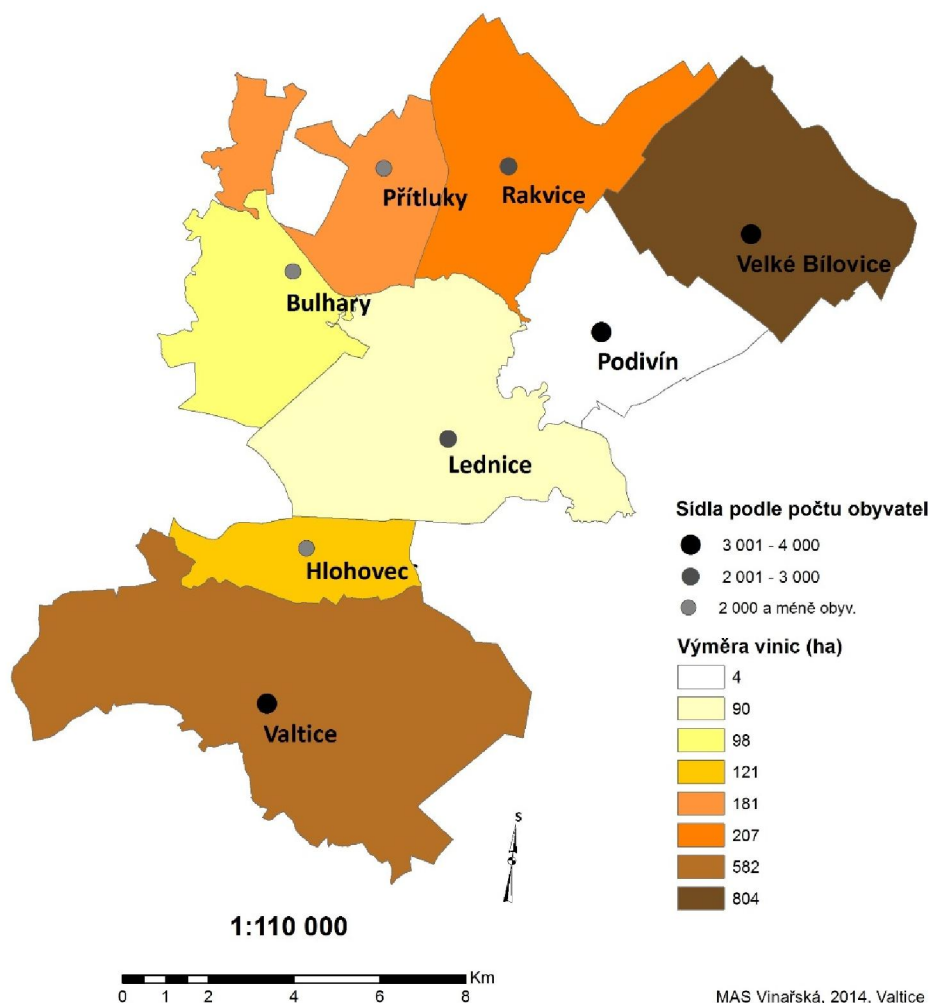 Přítluky
Rakvice
Velké Bílovice
Bulhary
Podivín
Lednice
Hlohovec
Valtice
Sídla podle počtu obyvatel
3 001 - 4 000
2 001 - 3 000
2 000 a méně obyv.
Výměra vinic (ha)
4
90
98
121
181
207
582
804
S
1:110 000
Km
0 1 2 4 6 8
MAS Vinařská, 2014, Valtice